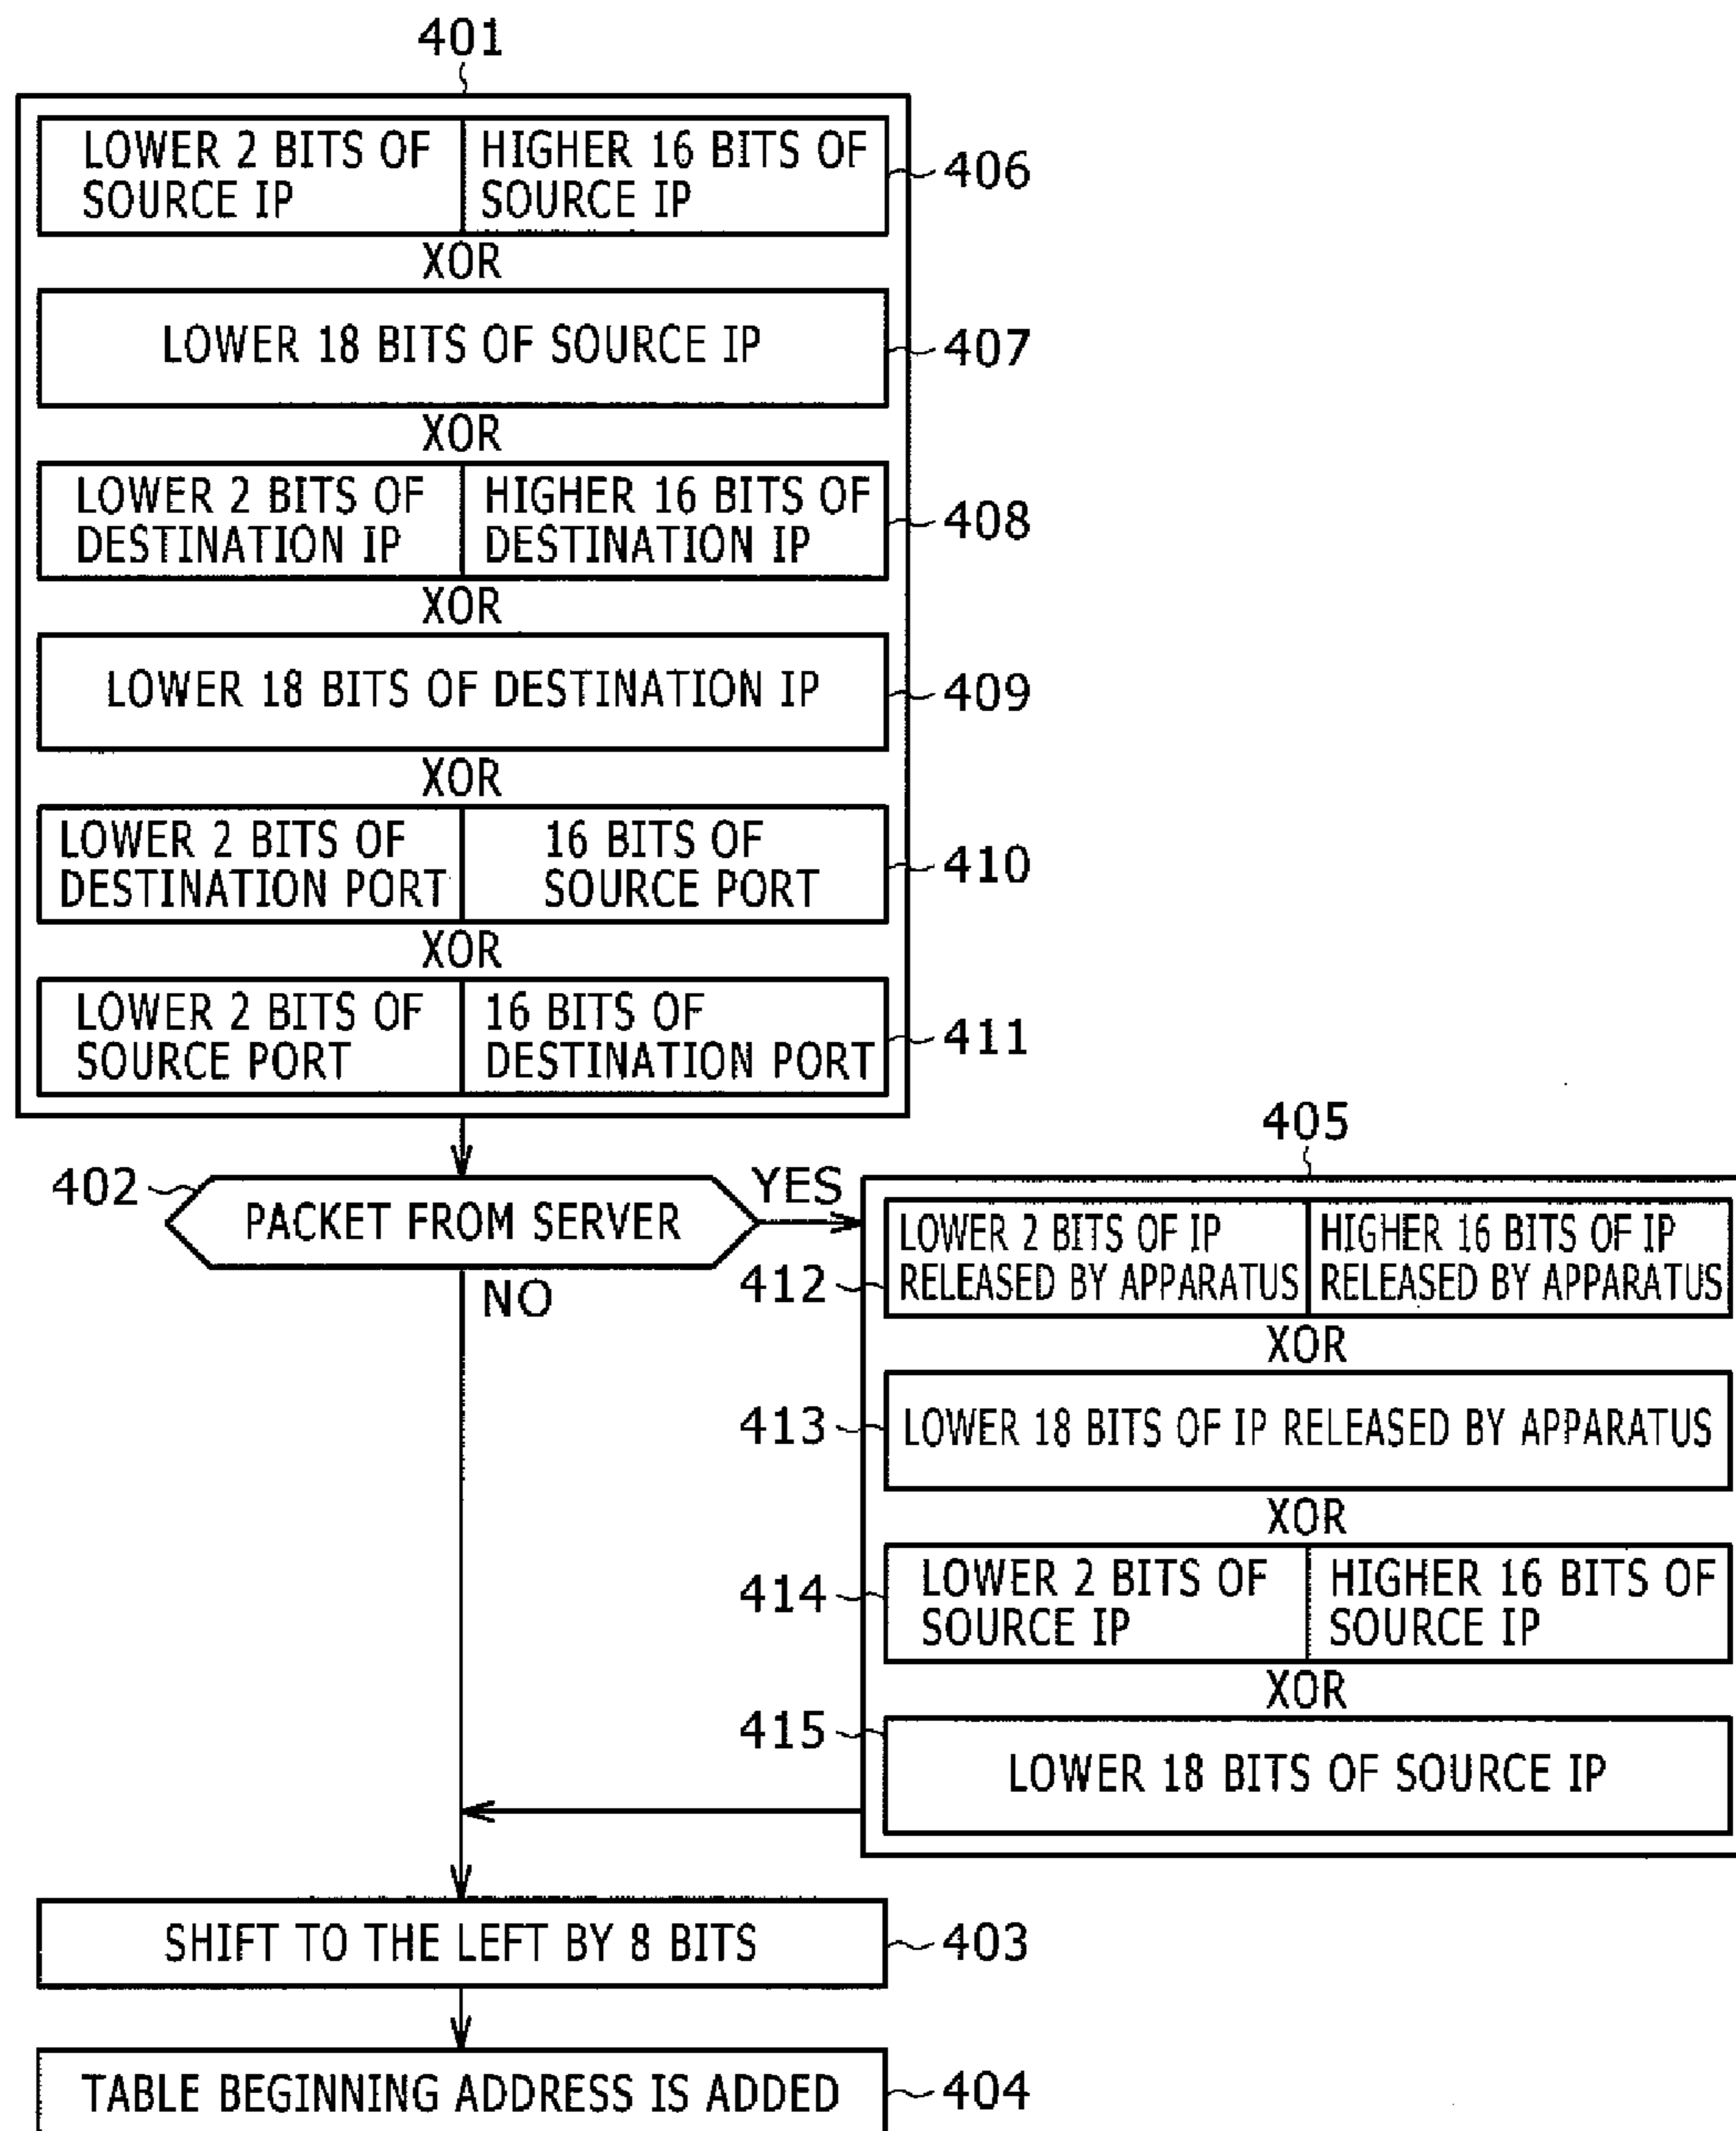 401
LOWER 2 BITS OF
SOURCE IP
HIGHER 16 BITS OF
SOURCE IP
406
XOR
LOWER 18 BITS OF SOURCE IP
407
XOR
LOWER 2 BITS OF
DESTINATION IP
HIGHER 16 BITS OF
DESTINATION IP
408
XOR
LOWER 18 BITS OF DESTINATION IP
409
XOR
LOWER 2 BITS OF
DESTINATION PORT
16 BITS OF
SOURCE PORT
410
XOR
LOWER 2 BITS OF
SOURCE PORT
16 BITS OF
DESTINATION PORT
411
402
PACKET FROM SERVER
YES
NO
405
LOWER 2 BITS OF IP
RELEASED BY APPARATUS
HIGHER 16 BITS OF IP
RELEASED BY APPARATUS
412
XOR
413
LOWER 18 BITS OF IP RELEASED BY APPARATUS
XOR
414
LOWER 2 BITS OF
SOURCE IP
HIGHER 16 BITS OF
SOURCE IP
XOR
415
LOWER 18 BITS OF SOURCE IP
SHIFT TO THE LEFT BY 8 BITS
403
TABLE BEGINNING ADDRESS IS ADDED
404